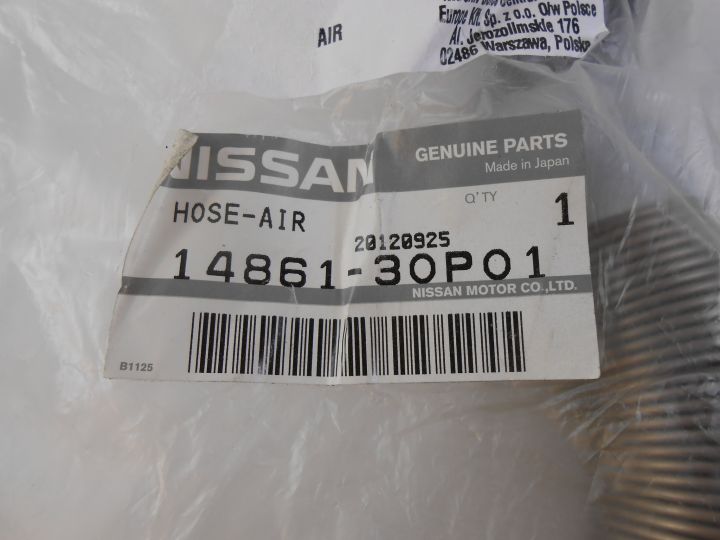 AIR
Europe Kft. Sp. z o.o. O/w Polsce
Al. Jerozolimskie 176
02486 Warszawa, Polska
NISSAN
GENUINE PARTS
Made in Japan
HOSE-AIR
Q'TY
1
20120925
14861-30P01
NISSAN MOTOR CO.,LTD.
B1125